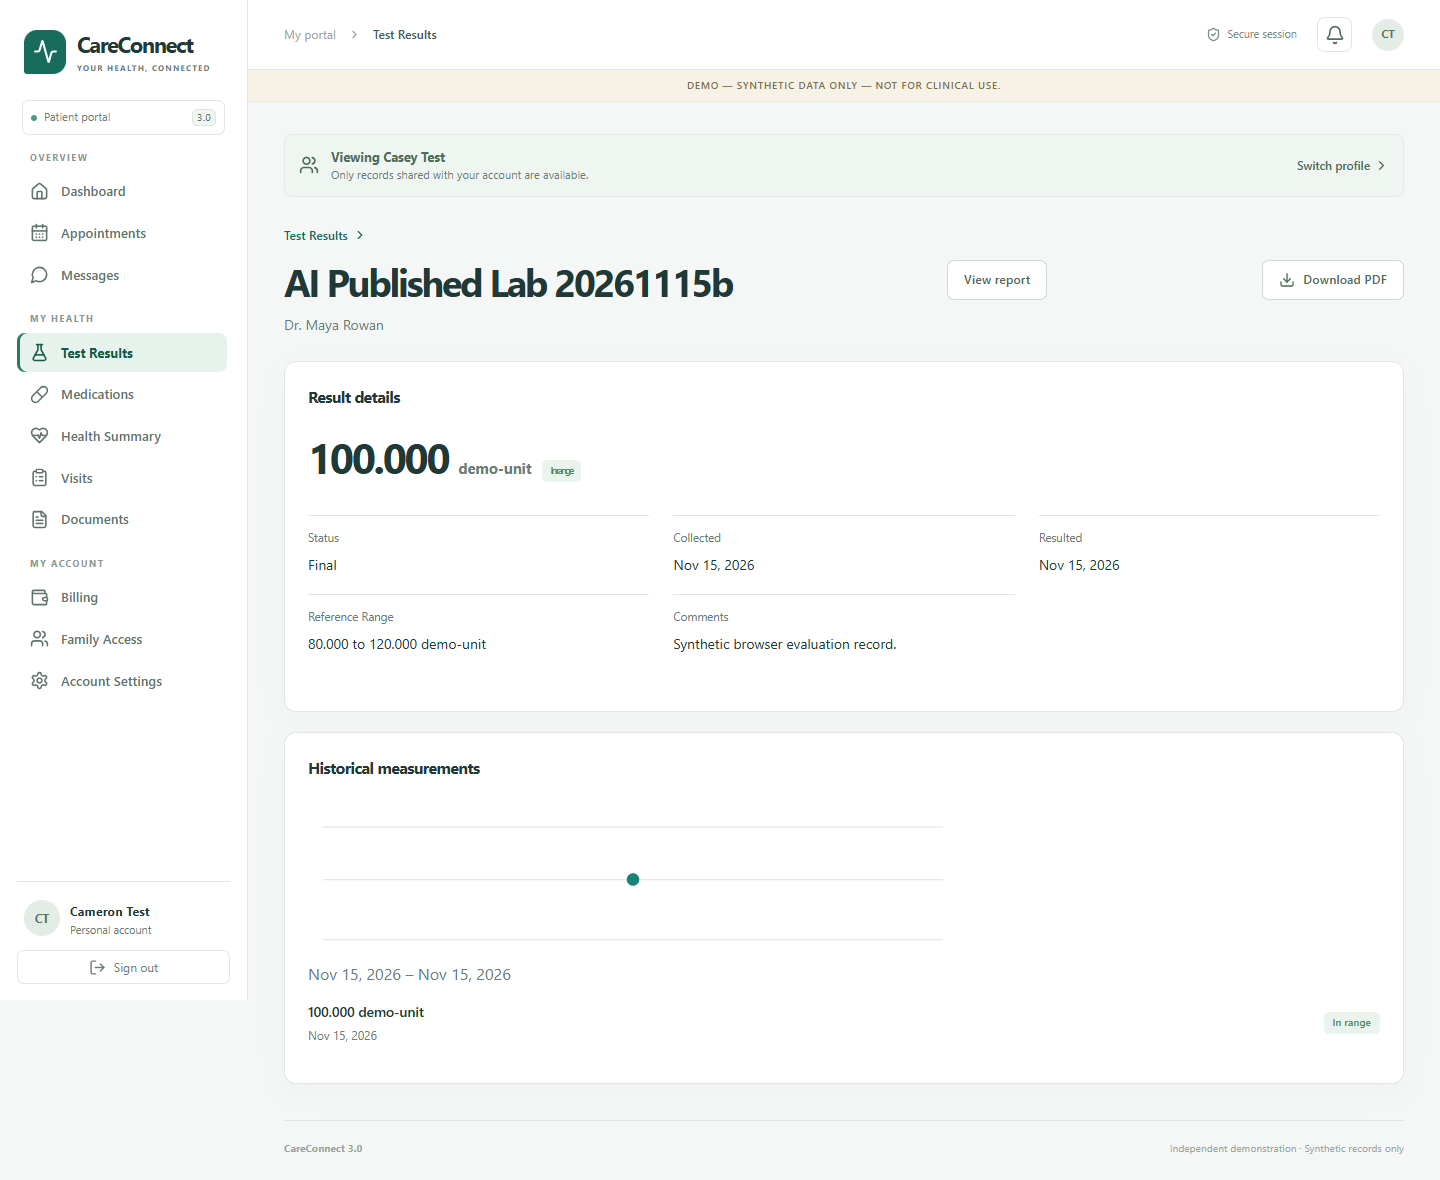 CareConnect
YOUR HEALTH, CONNECTED
Patient portal 3.0
OVERVIEW
Dashboard
Appointments
Messages
MY HEALTH
Test Results
Medications
Health Summary
Visits
Documents
MY ACCOUNT
Billing
Family Access
Account Settings
CT
Cameron Test
Personal account
Sign out
My portal > Test Results
Secure session
CT
DEMO — SYNTHETIC DATA ONLY — NOT FOR CLINICAL USE.
Viewing Casey Test
Only records shared with your account are available.
Switch profile
Test Results
AI Published Lab 20261115b
View report
Download PDF
Dr. Maya Rowan
Result details
100.000 demo-unit In range
Status
Final
Collected
Nov 15, 2026
Resulted
Nov 15, 2026
Reference Range
80.000 to 120.000 demo-unit
Comments
Synthetic browser evaluation record.
Historical measurements
Nov 15, 2026 – Nov 15, 2026
100.000 demo-unit
Nov 15, 2026
In range
CareConnect 3.0
Independent demonstration · Synthetic records only